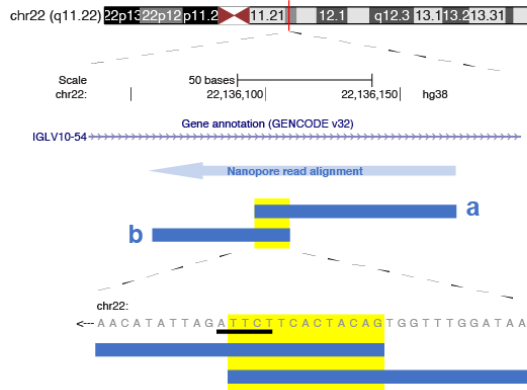 chr22 (q11.22) 22p13 22p12 p11.2 11.21 12.1 q12.3 13.1 13.2 13.31
Scale 50 bases
chr22: 22,136,100 22,136,150 hg38
Gene annotation (GENCODE v32)
IGLV10-54
Nanopore read alignment
a
b
chr22:
<--- AACATATTAGATTCTTCACTACAGTGGTTTGGATAA